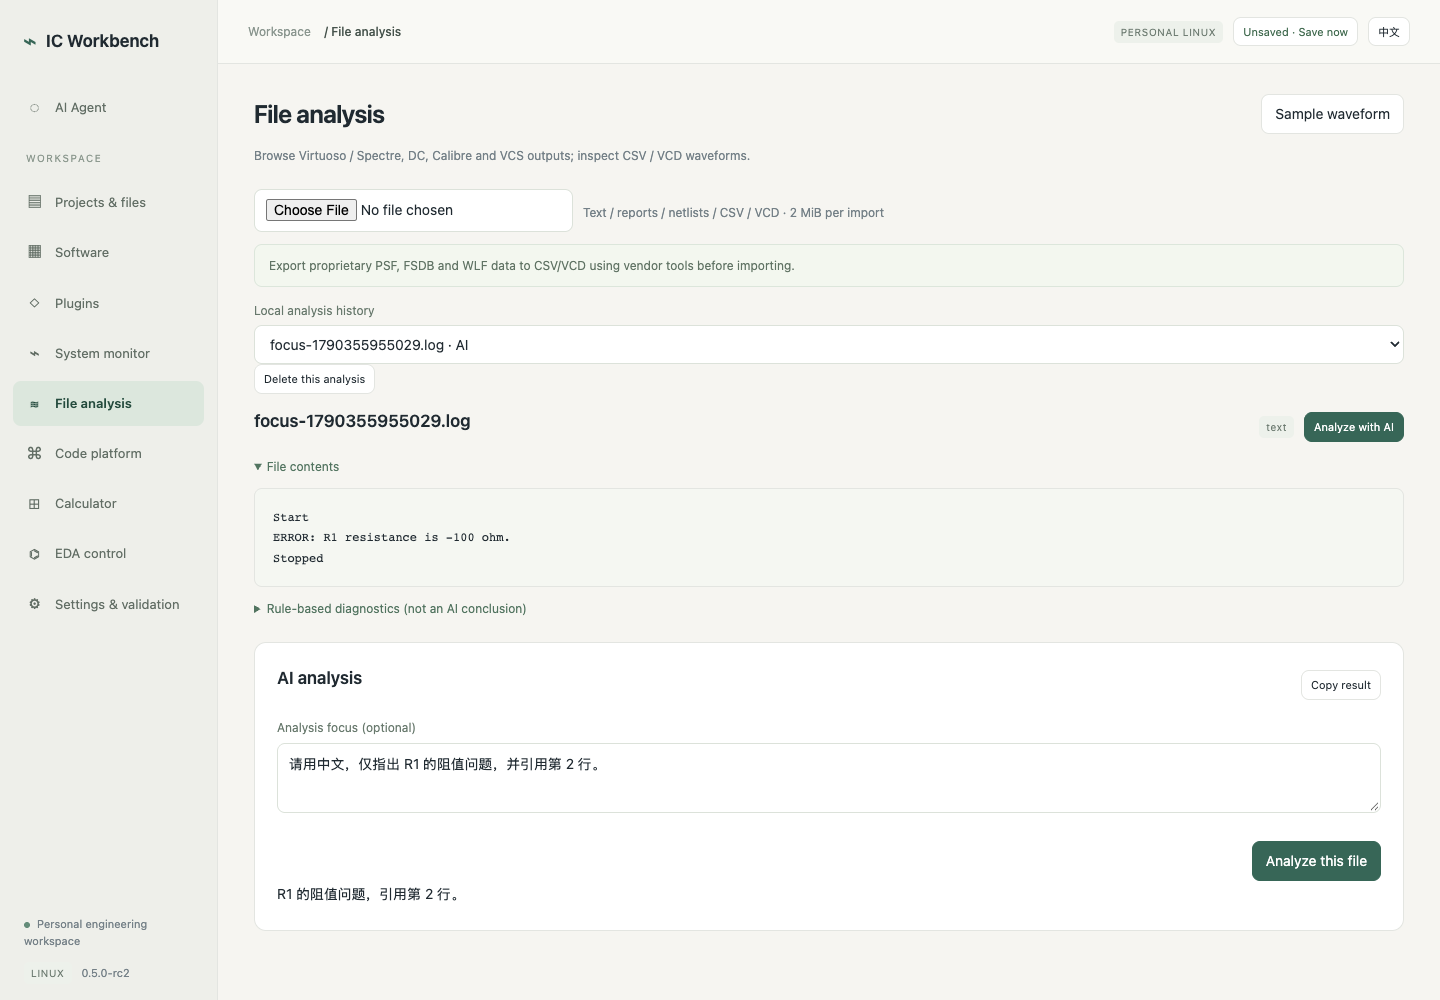 IC Workbench
AI Agent
WORKSPACE
Projects & files
Software
Plugins
System monitor
File analysis
Code platform
Calculator
EDA control
Settings & validation
Personal engineering
workspace
LINUX 0.5.0-rc2
Workspace / File analysis
PERSONAL LINUX
Unsaved · Save now
中文
File analysis
Sample waveform
Browse Virtuoso / Spectre, DC, Calibre and VCS outputs; inspect CSV / VCD waveforms.
Choose File No file chosen
Text / reports / netlists / CSV / VCD · 2 MiB per import
Export proprietary PSF, FSDB and WLF data to CSV/VCD using vendor tools before importing.
Local analysis history
focus-1790355955029.log · AI
Delete this analysis
focus-1790355955029.log
text
Analyze with AI
File contents
Start
ERROR: R1 resistance is -100 ohm.
Stopped
Rule-based diagnostics (not an AI conclusion)
AI analysis
Copy result
Analysis focus (optional)
请用中文，仅指出 R1 的阻值问题，并引用第 2 行。
Analyze this file
R1 的阻值问题，引用第 2 行。